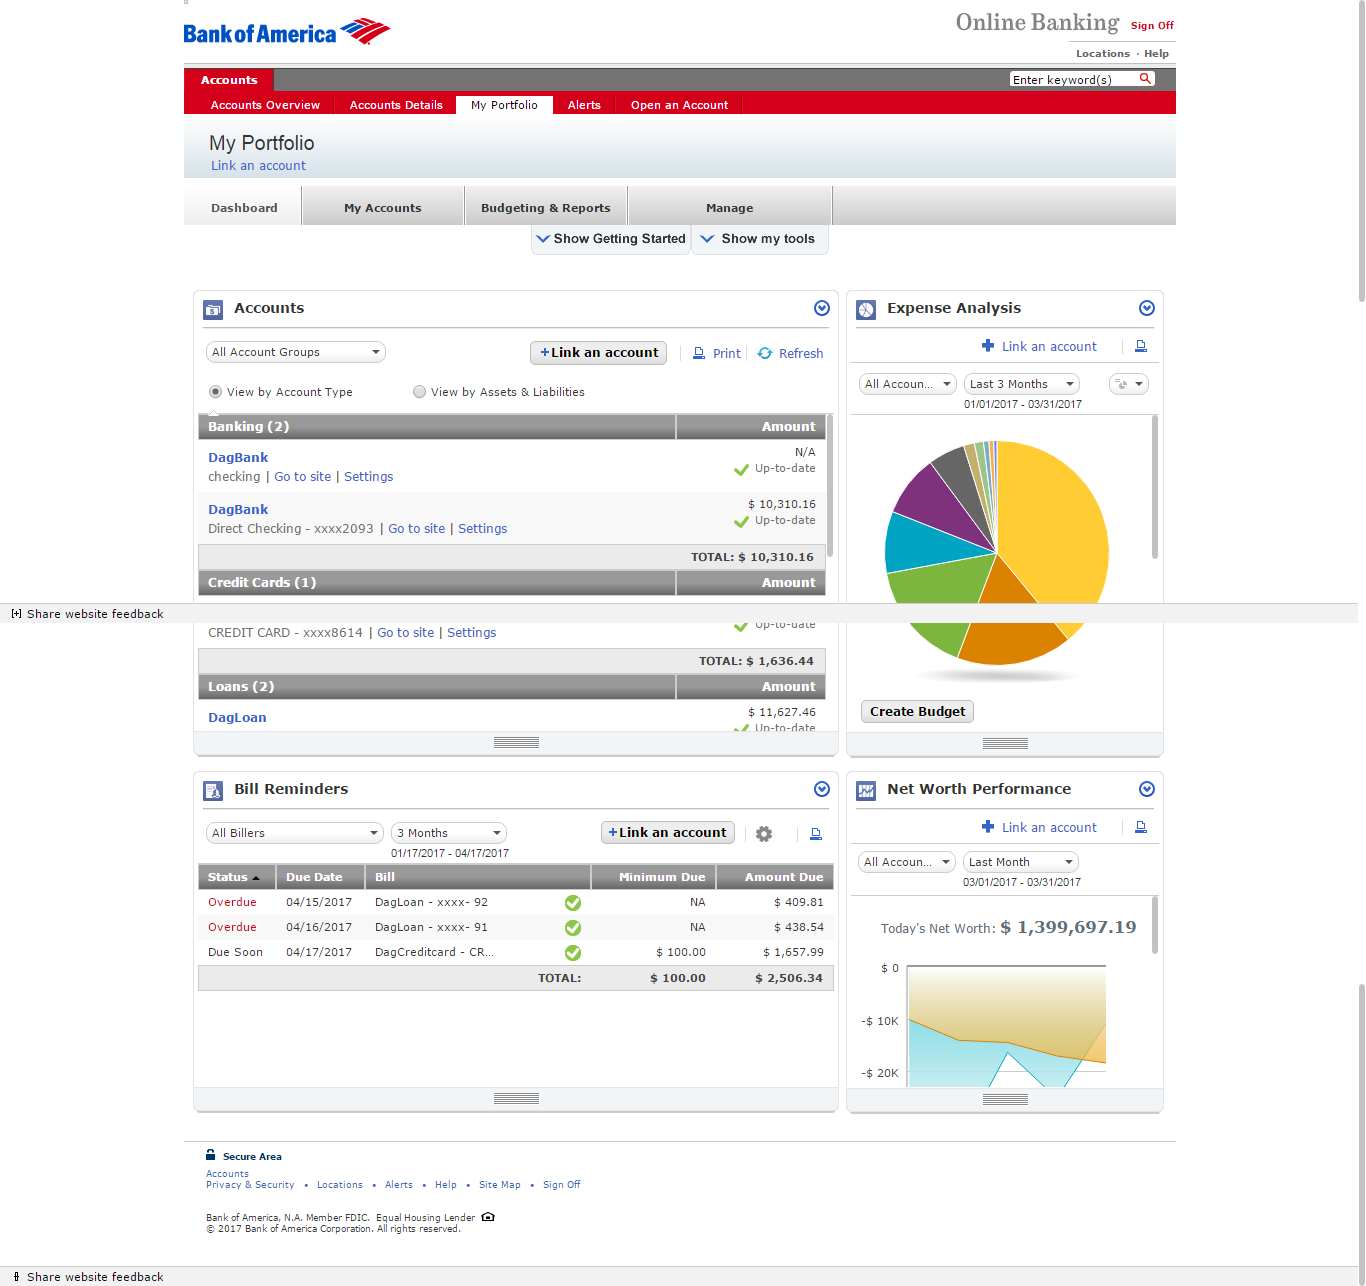 Bank of America
Online Banking Sign Off
Locations · Help
Accounts
Enter keyword(s)
Accounts Overview Accounts Details My Portfolio Alerts Open an Account
My Portfolio
Link an account
Dashboard My Accounts Budgeting & Reports Manage
Show Getting Started Show my tools
Accounts
All Account Groups +Link an account Print Refresh
View by Account Type View by Assets & Liabilities
Banking (2) Amount
DagBank N/A
checking | Go to site | Settings Up-to-date
DagBank $ 10,310.16
Direct Checking - xxxx2093 | Go to site | Settings Up-to-date
TOTAL: $ 10,310.16
Credit Cards (1) Amount
Expense Analysis
Link an account
All Accoun... Last 3 Months
01/01/2017 - 03/31/2017
[+] Share website feedback
CREDIT CARD - xxxx8614 | Go to site | Settings Up-to-date
TOTAL: $ 1,636.44
Loans (2) Amount
DagLoan $ 11,627.46
Up-to-date
Create Budget
Bill Reminders
All Billers 3 Months +Link an account
01/17/2017 - 04/17/2017
Status Due Date Bill Minimum Due Amount Due
Overdue 04/15/2017 DagLoan - xxxx- 92 NA $ 409.81
Overdue 04/16/2017 DagLoan - xxxx- 91 NA $ 438.54
Due Soon 04/17/2017 DagCreditcard - CR... $ 100.00 $ 1,657.99
TOTAL: $ 100.00 $ 2,506.34
Net Worth Performance
Link an account
All Accoun... Last Month
03/01/2017 - 03/31/2017
Today's Net Worth: $ 1,399,697.19
$ 0
-$ 10K
-$ 20K
Secure Area
Accounts
Privacy & Security • Locations • Alerts • Help • Site Map • Sign Off
Bank of America, N.A. Member FDIC. Equal Housing Lender
© 2017 Bank of America Corporation. All rights reserved.
Share website feedback